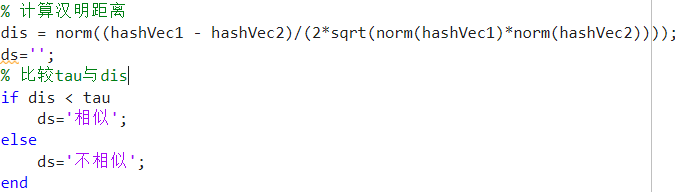 % 计算汉明距离
dis = norm((hashVec1 - hashVec2)/(2*sqrt(norm(hashVec1)*norm(hashVec2))));
ds='';
% 比较tau与dis
if dis < tau
    ds='相似';
else
    ds='不相似';
end